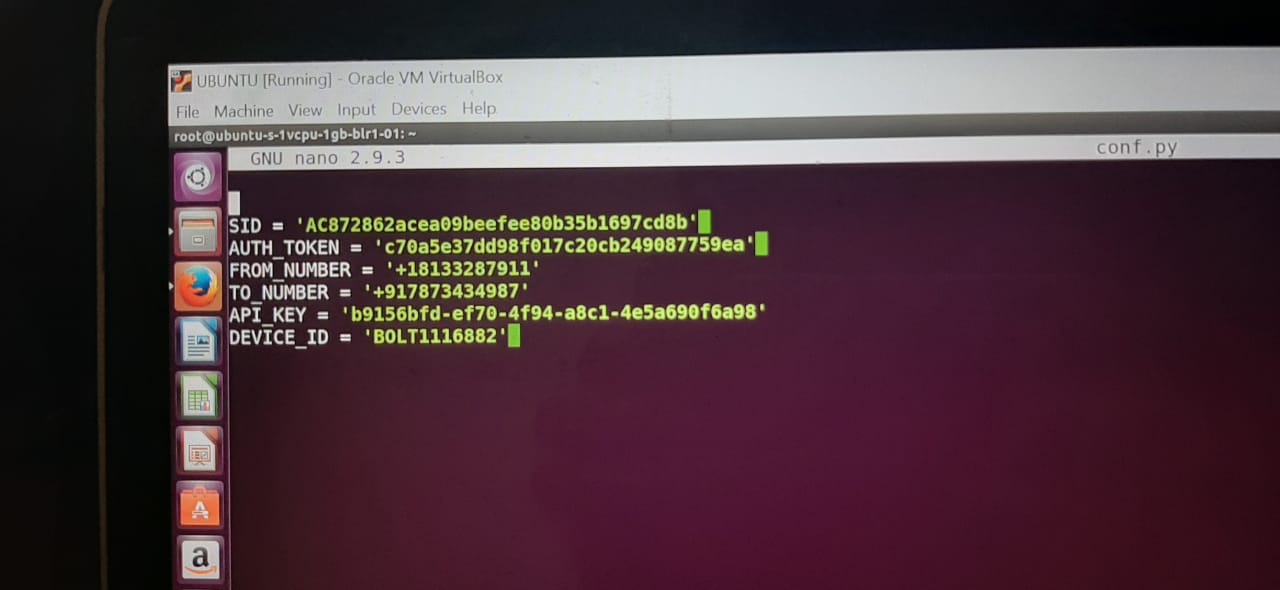 UBUNTU [Running] - Oracle VM VirtualBox
File Machine View Input Devices Help
root@ubuntu-s-1vcpu-1gb-blr1-01: ~
GNU nano 2.9.3 conf.py
SID = 'AC872862acea09beefee80b35b1697cd8b'
AUTH_TOKEN = 'c70a5e37dd98f017c20cb249087759ea'
FROM_NUMBER = '+18133287911'
TO_NUMBER = '+917873434987'
API_KEY = 'b9156bfd-ef70-4f94-a8c1-4e5a690f6a98'
DEVICE_ID = 'BOLT1116882'